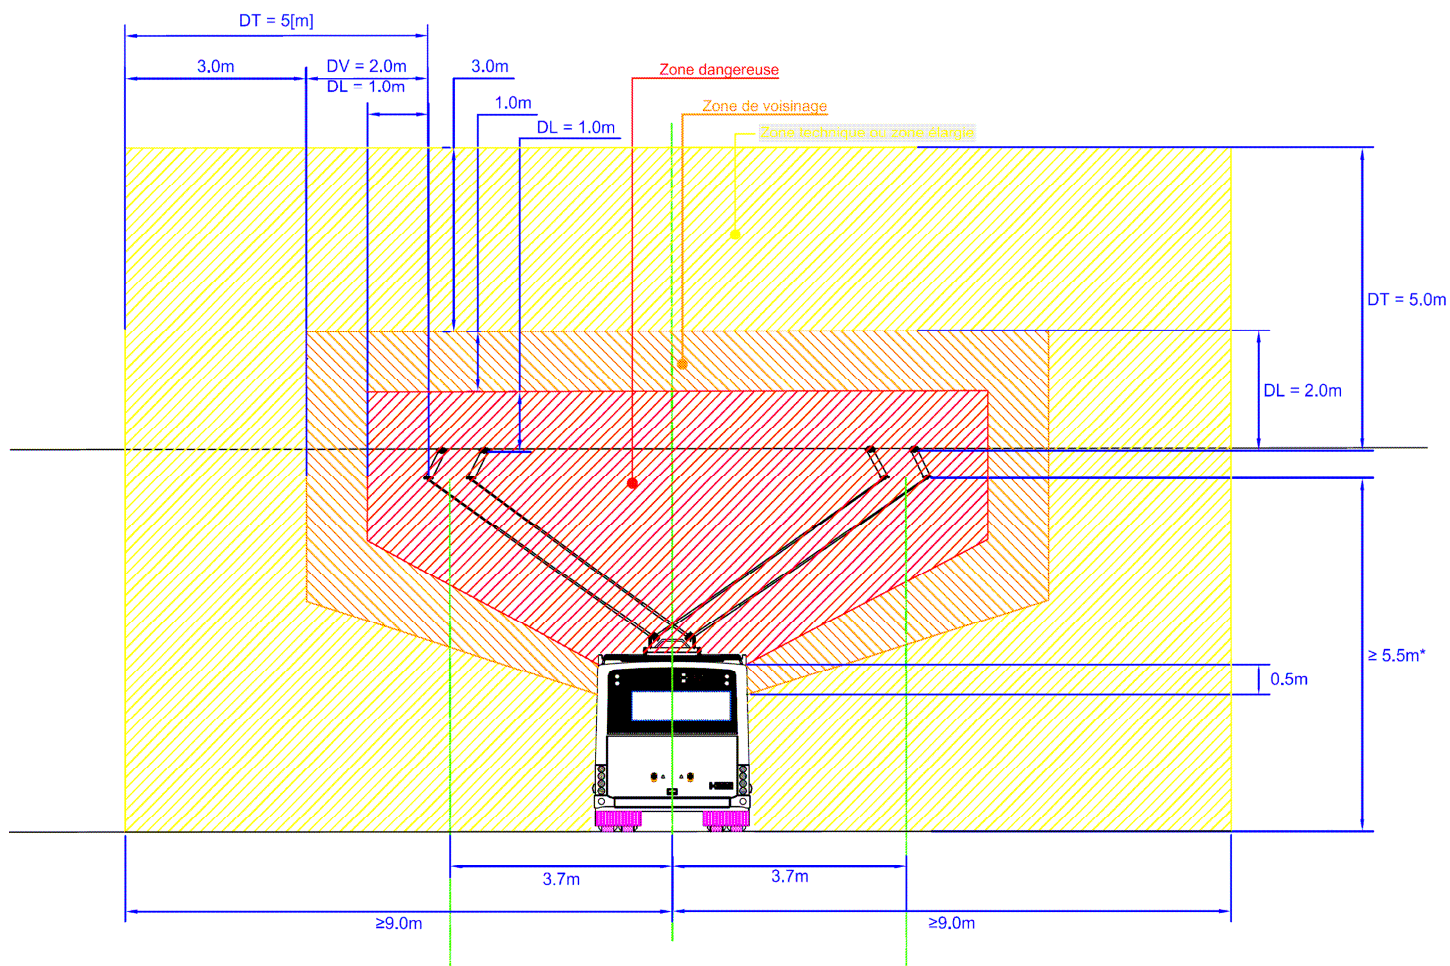 DT = 5[m]
3.0m
DV = 2.0m
3.0m
Zone dangereuse
DL = 1.0m
1.0m
Zone de voisinage
DL = 1.0m
Zone technique ou zone élargie
DT = 5.0m
DL = 2.0m
≥ 5.5m*
0.5m
3.7m
3.7m
≥9.0m
≥9.0m